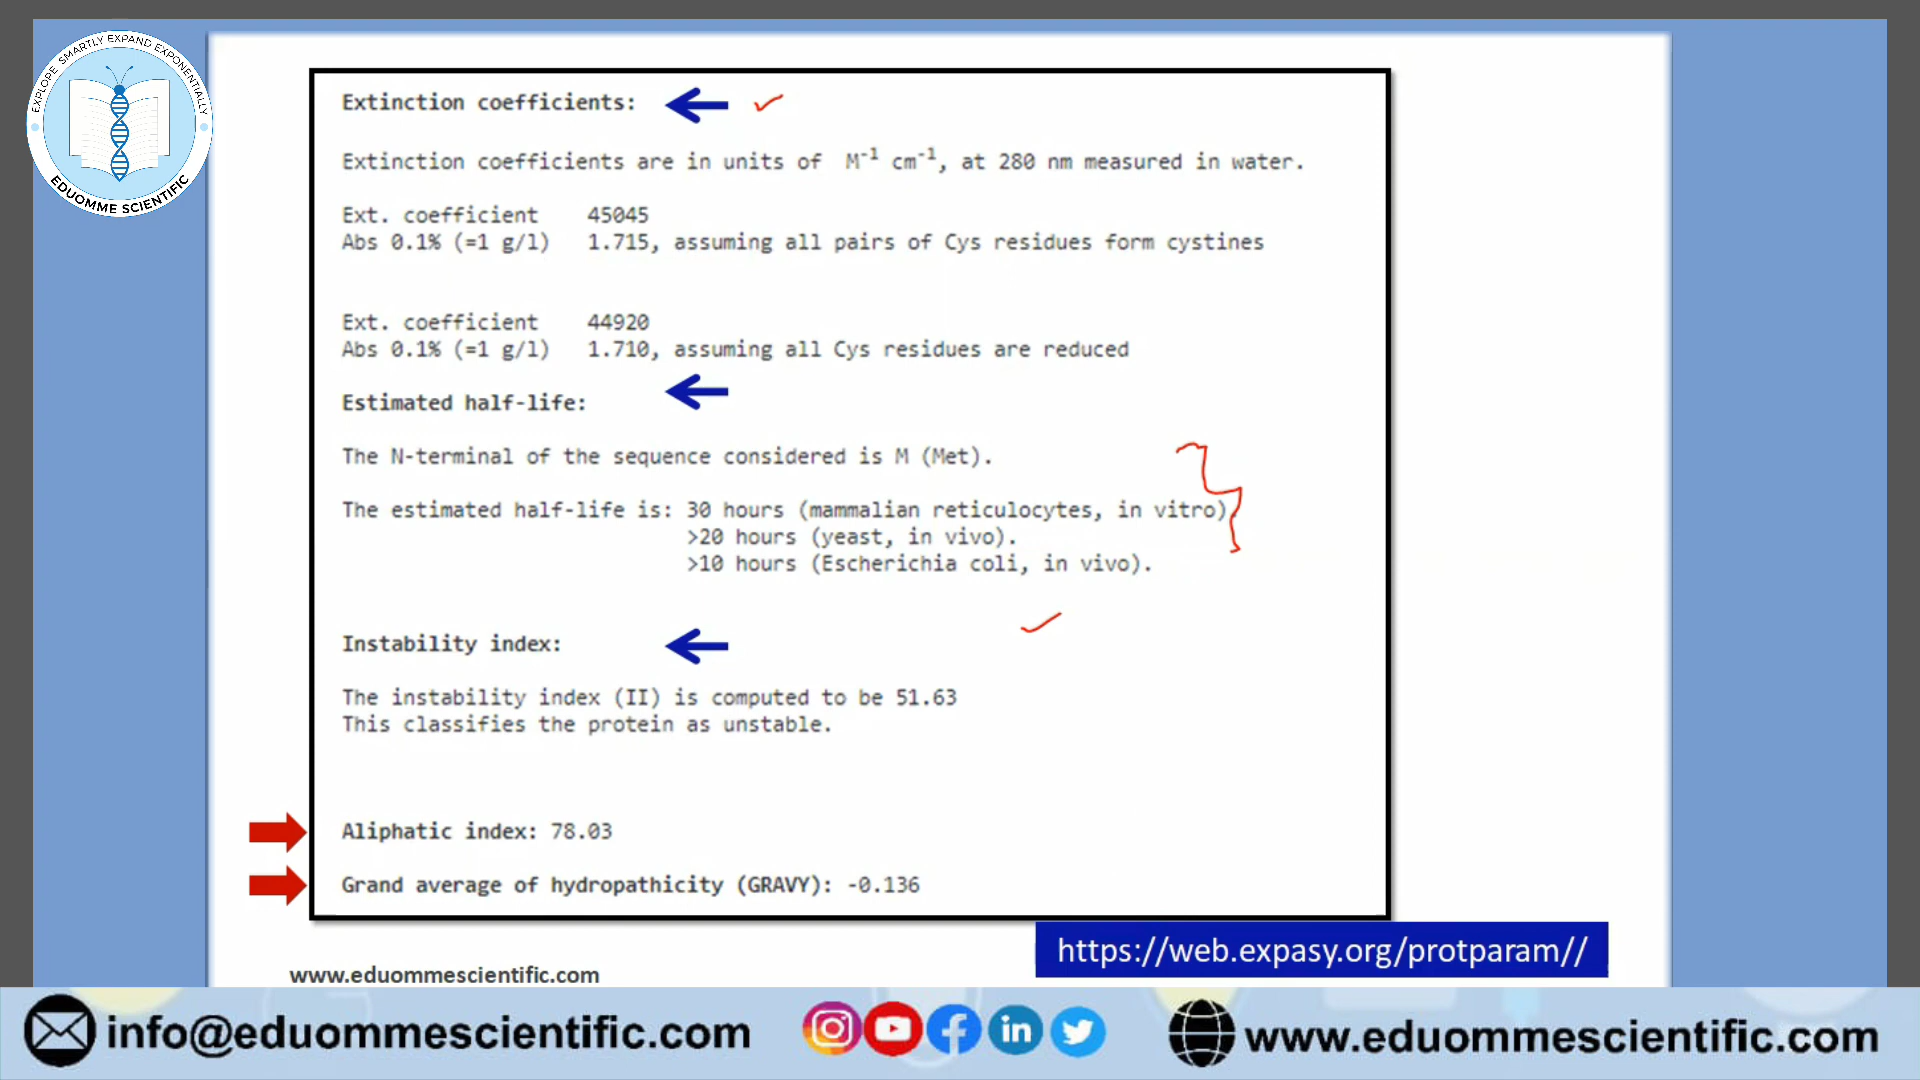 EXPLOPE SMARTLY EXPAND EXPONENTIALLY
EDUOMME SCIENTIFIC
Extinction coefficients:
Extinction coefficients are in units of M-1 cm-1, at 280 nm measured in water.
Ext. coefficient 45045
Abs 0.1% (=1 g/l) 1.715, assuming all pairs of Cys residues form cystines
Ext. coefficient 44920
Abs 0.1% (=1 g/l) 1.710, assuming all Cys residues are reduced
Estimated half-life:
The N-terminal of the sequence considered is M (Met).
The estimated half-life is: 30 hours (mammalian reticulocytes, in vitro).
>20 hours (yeast, in vivo).
>10 hours (Escherichia coli, in vivo).
Instability index:
The instability index (II) is computed to be 51.63
This classifies the protein as unstable.
Aliphatic index: 78.03
Grand average of hydropathicity (GRAVY): -0.136
https://web.expasy.org/protparam//
www.eduommescientific.com
info@eduommescientific.com
www.eduommescientific.com